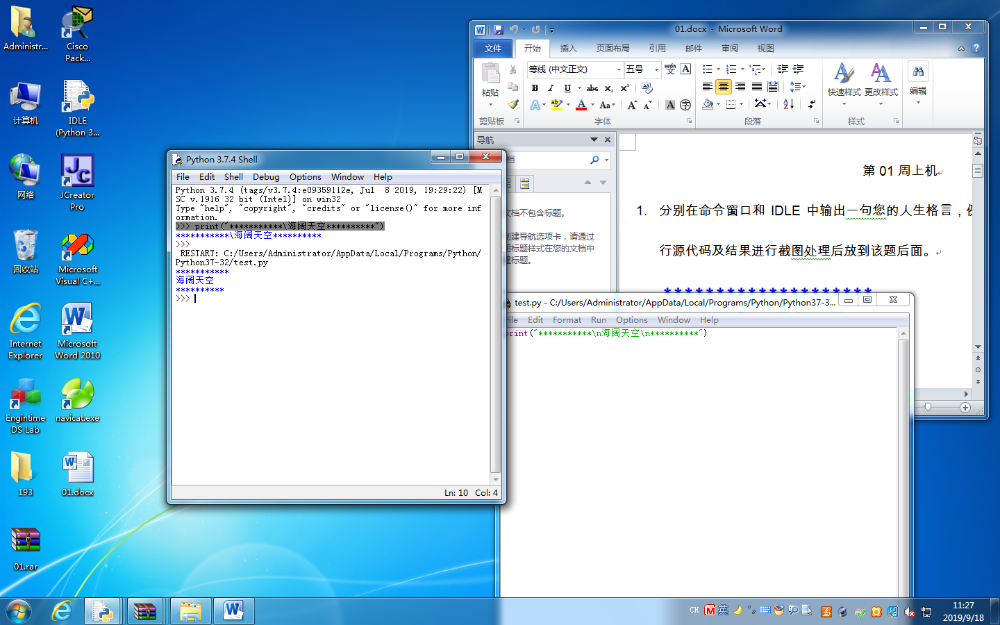 Administr...
Cisco
Pack...
计算机
IDLE
(Python 3...
网络
JCreator
Pro
回收站
Microsoft
Visual C+...
Internet
Explorer
Microsoft
Word 2010
Engintime
DS Lab
navicat.exe
193
01.docx
01.rar
01.docx - Microsoft Word
文件 开始 插入 页面布局 引用 邮件 审阅 视图
粘贴
等线 (中文正文) 五号
快速样式 更改样式 编辑
剪贴板 字体 段落 样式
导航
档
文档不包含标题。
创建导航选项卡，请通过
用标题样式在您的文档中
建标题。
第 01 周上机
1. 分别在命令窗口和 IDLE 中输出一句您的人生格言，
行源代码及结果进行截图处理后放到该题后面。
********************
Python 3.7.4 Shell
File Edit Shell Debug Options Window Help
Python 3.7.4 (tags/v3.7.4:e09359112e, Jul  8 2019, 19:29:22) [M
SC v.1916 32 bit (Intel)] on win32
Type "help", "copyright", "credits" or "license()" for more inf
ormation.
>>> print("***********\海阔天空**********")
***********\海阔天空**********
>>>
 RESTART: C:/Users/Administrator/AppData/Local/Programs/Python/
Python37-32/test.py
***********
海阔天空
**********
>>>
Ln: 10 Col: 4
test.py - C:/Users/Administrator/AppData/Local/Programs/Python/Python37-3...
File Edit Format Run Options Window Help
print("***********\n海阔天空\n**********")
CH 英
11:27
2019/9/18